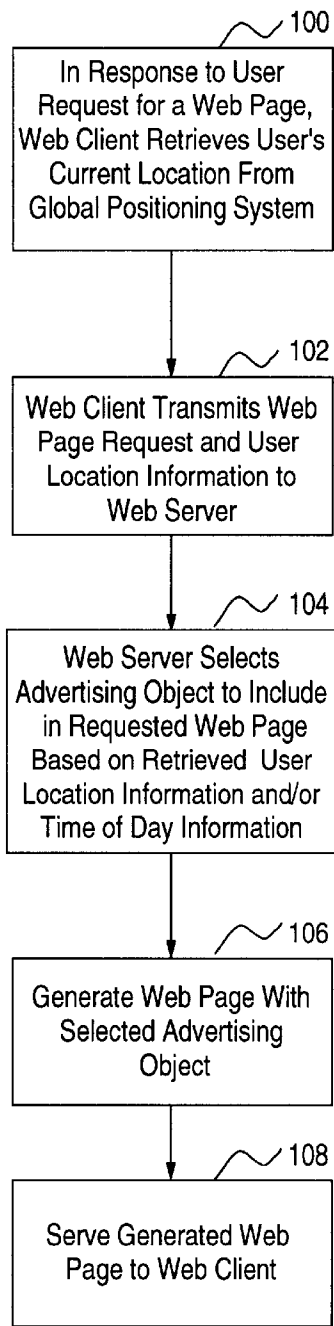 100
In Response to User
Request for a Web Page,
Web Client Retrieves User's
Current Location From
Global Positioning System
102
Web Client Transmits Web
Page Request and User
Location Information to
Web Server
104
Web Server Selects
Advertising Object to Include
in Requested Web Page
Based on Retrieved User
Location Information and/or
Time of Day Information
106
Generate Web Page With
Selected Advertising
Object
108
Serve Generated Web
Page to Web Client